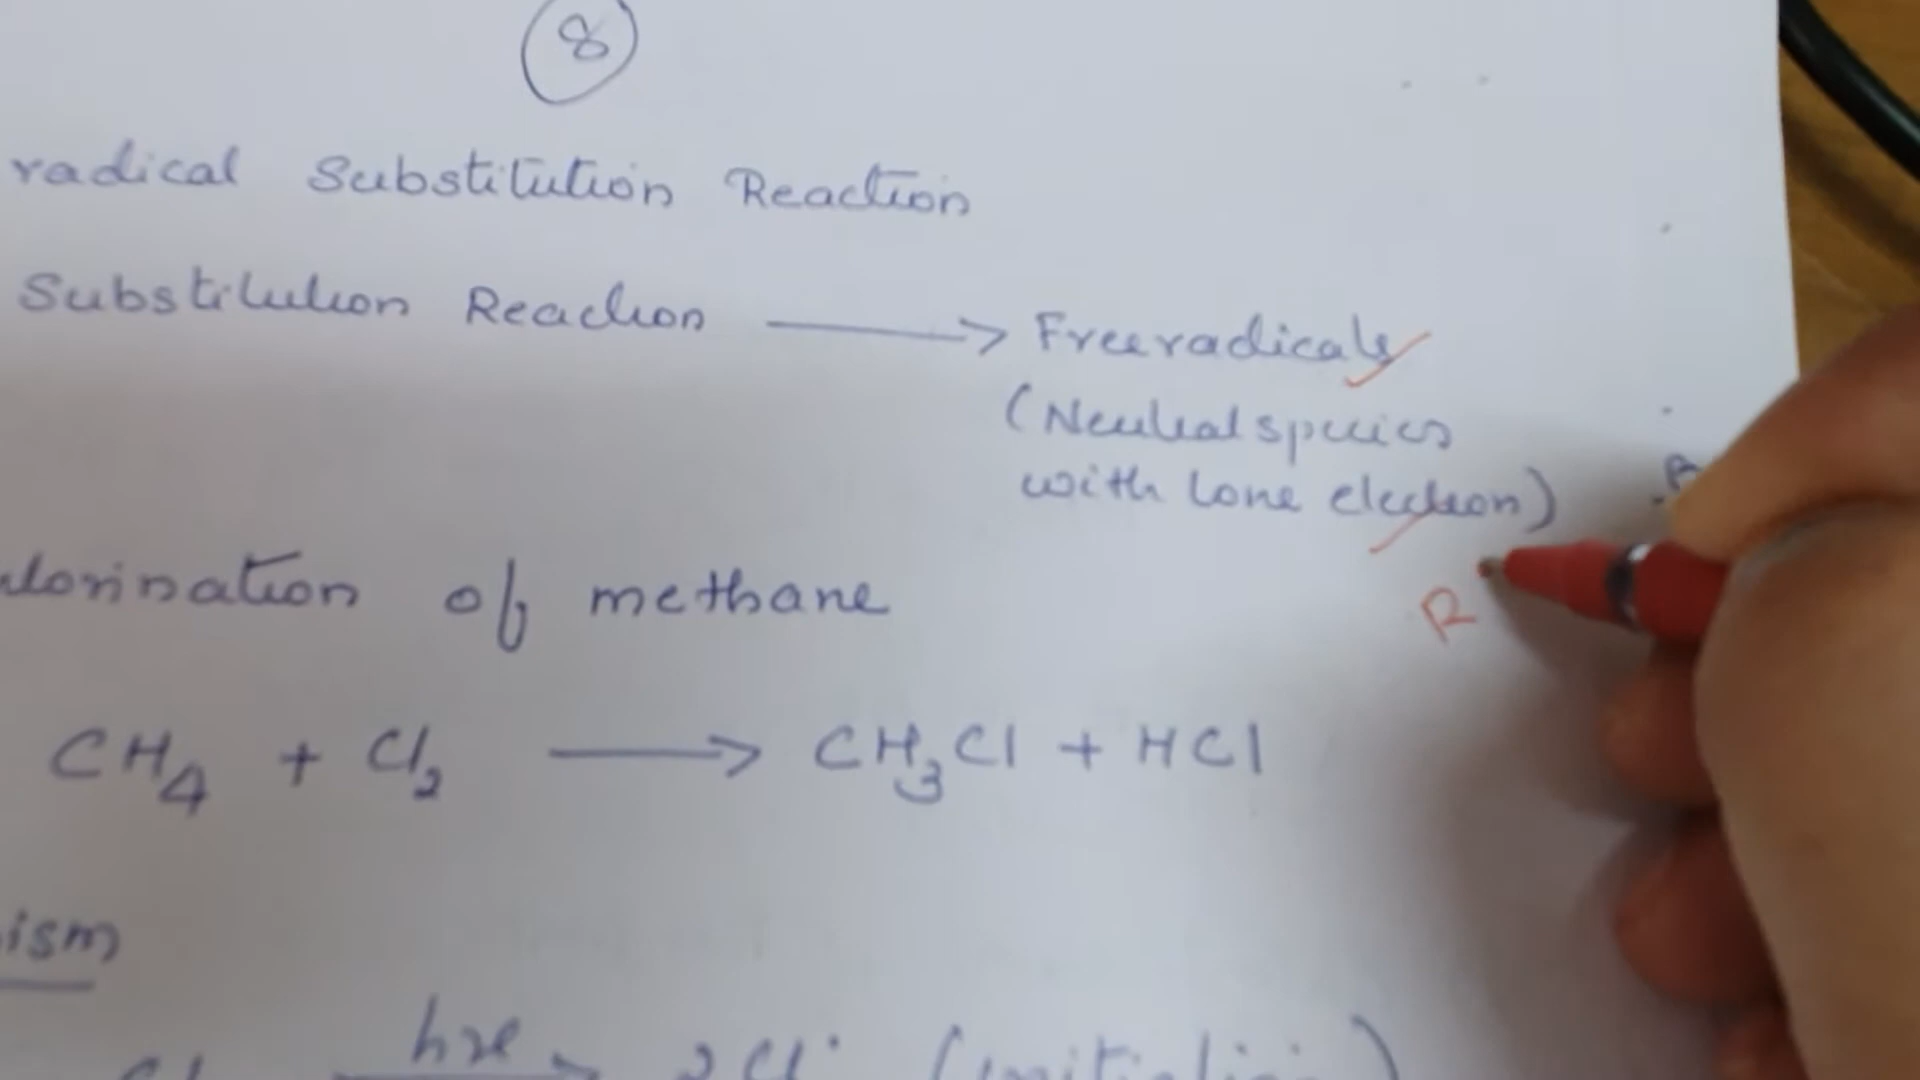 8
radical Substitution Reaction
Substitution Reaction → Freeradicals
(Neutral species
with lone electron)
R
lorination of methane
CH₄ + Cl₂ → CH₃Cl + HCl
ism
2Cl˙